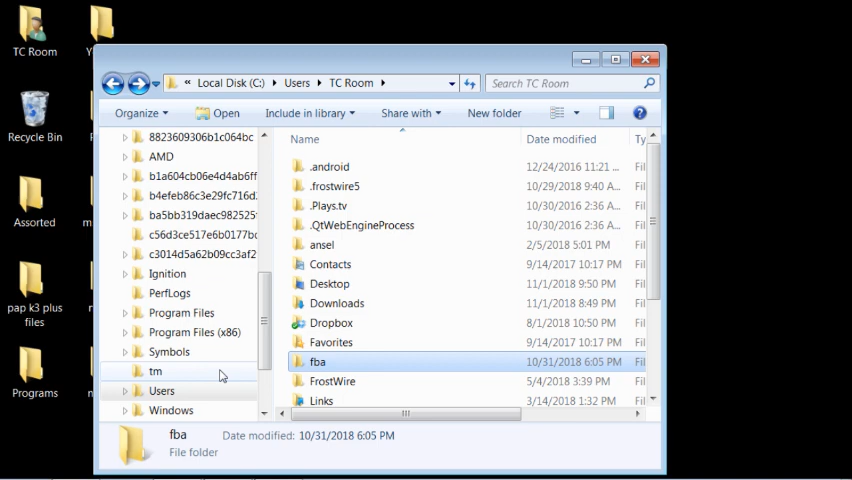 TC Room
Recycle Bin
Assorted
pap k3 plus
files
Programs
« Local Disk (C:) Users TC Room
Search TC Room
Organize Open Include in library Share with New folder
8823609306b1c064bc
AMD
b1a604cb06e4d4ab6ff
b4efeb86c3e29fc716d
ba5bb319daec982525
c56d3ce517e6b0177bc
c3014d5a62b09cc3af2
Ignition
PerfLogs
Program Files
Program Files (x86)
Symbols
tm
Users
Windows
Name Date modified Ty
.android 12/24/2016 11:21 ... Fil
.frostwire5 10/29/2018 9:40 A... Fil
.Plays.tv 10/30/2016 2:36 A... Fil
.QtWebEngineProcess 10/30/2016 2:36 A... Fil
ansel 2/5/2018 5:01 PM Fil
Contacts 9/14/2017 10:17 PM Fil
Desktop 11/1/2018 9:50 PM Fil
Downloads 11/1/2018 8:49 PM Fil
Dropbox 8/1/2018 10:50 PM Fil
Favorites 9/14/2017 10:17 PM Fil
fba 10/31/2018 6:05 PM Fil
FrostWire 5/4/2018 3:39 PM Fil
Links 3/14/2018 1:32 PM Fil
fba Date modified: 10/31/2018 6:05 PM
File folder